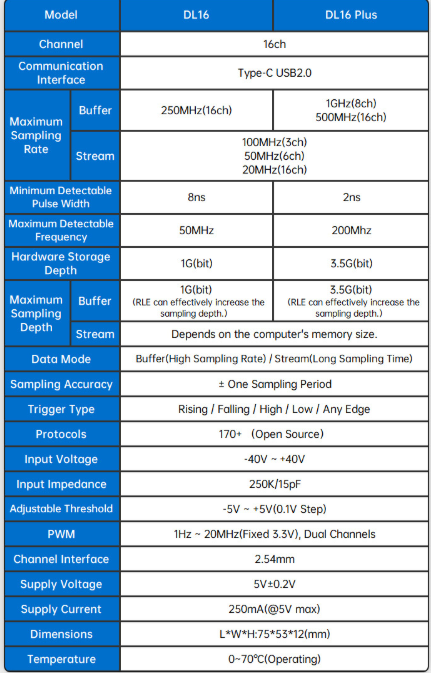 Model DL16 DL16 Plus
Channel 16ch
Communication
Interface
Type-C USB2.0
Maximum
Sampling
Rate
Buffer
250MHz(16ch)
1GHz(8ch)
500MHz(16ch)
Stream
100MHz(3ch)
50MHz(6ch)
20MHz(16ch)
Minimum Detectable
Pulse Width
8ns
2ns
Maximum Detectable
Frequency
50MHz
200Mhz
Hardware Storage
Depth
1G(bit)
3.5G(bit)
Maximum
Sampling
Depth
Buffer
1G(bit)
(RLE can effectively increase the
sampling depth.)
3.5G(bit)
(RLE can effectively increase the
sampling depth.)
Stream
Depends on the computer's memory size.
Data Mode Buffer(High Sampling Rate) / Stream(Long Sampling Time)
Sampling Accuracy ± One Sampling Period
Trigger Type Rising / Falling / High / Low / Any Edge
Protocols 170+ (Open Source)
Input Voltage -40V ~ +40V
Input Impedance 250K/15pF
Adjustable Threshold -5V ~ +5V(0.1V Step)
PWM 1Hz ~ 20MHz(Fixed 3.3V), Dual Channels
Channel Interface 2.54mm
Supply Voltage 5V±0.2V
Supply Current 250mA(@5V max)
Dimensions L*W*H:75*53*12(mm)
Temperature 0~70℃(Operating)